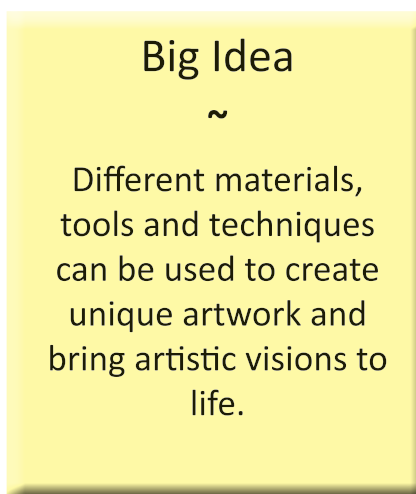 Big Idea
~
Different materials,
tools and techniques
can be used to create
unique artwork and
bring artistic visions to
life.